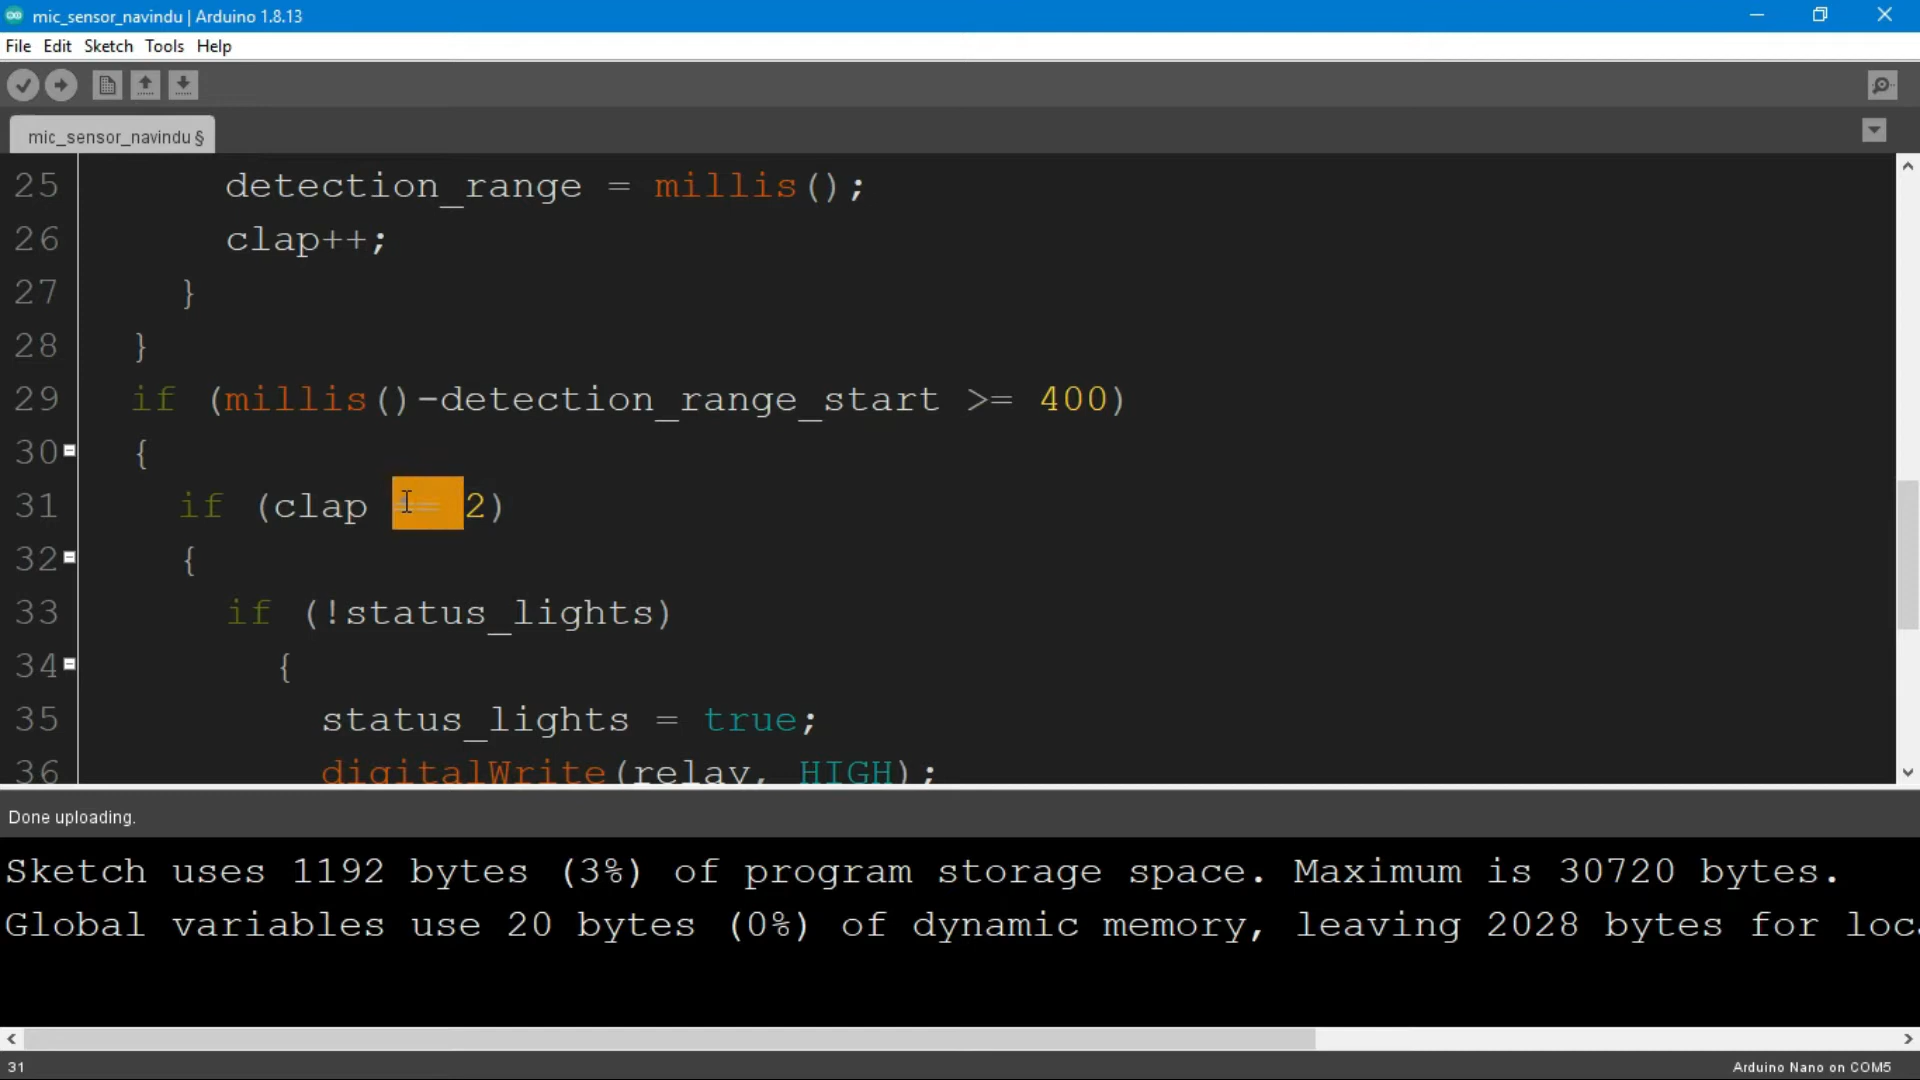 mic_sensor_navindu | Arduino 1.8.13
File Edit Sketch Tools Help
mic_sensor_navindu §
25 detection_range = millis();
26 clap++;
27 }
28 }
29 if (millis()-detection_range_start >= 400)
30 {
31 if (clap == 2)
32 {
33 if (!status_lights)
34 {
35 status_lights = true;
36 digitalWrite(relay, HIGH);
Done uploading.
Sketch uses 1192 bytes (3%) of program storage space. Maximum is 30720 bytes.
Global variables use 20 bytes (0%) of dynamic memory, leaving 2028 bytes for loc
31
Arduino Nano on COM5